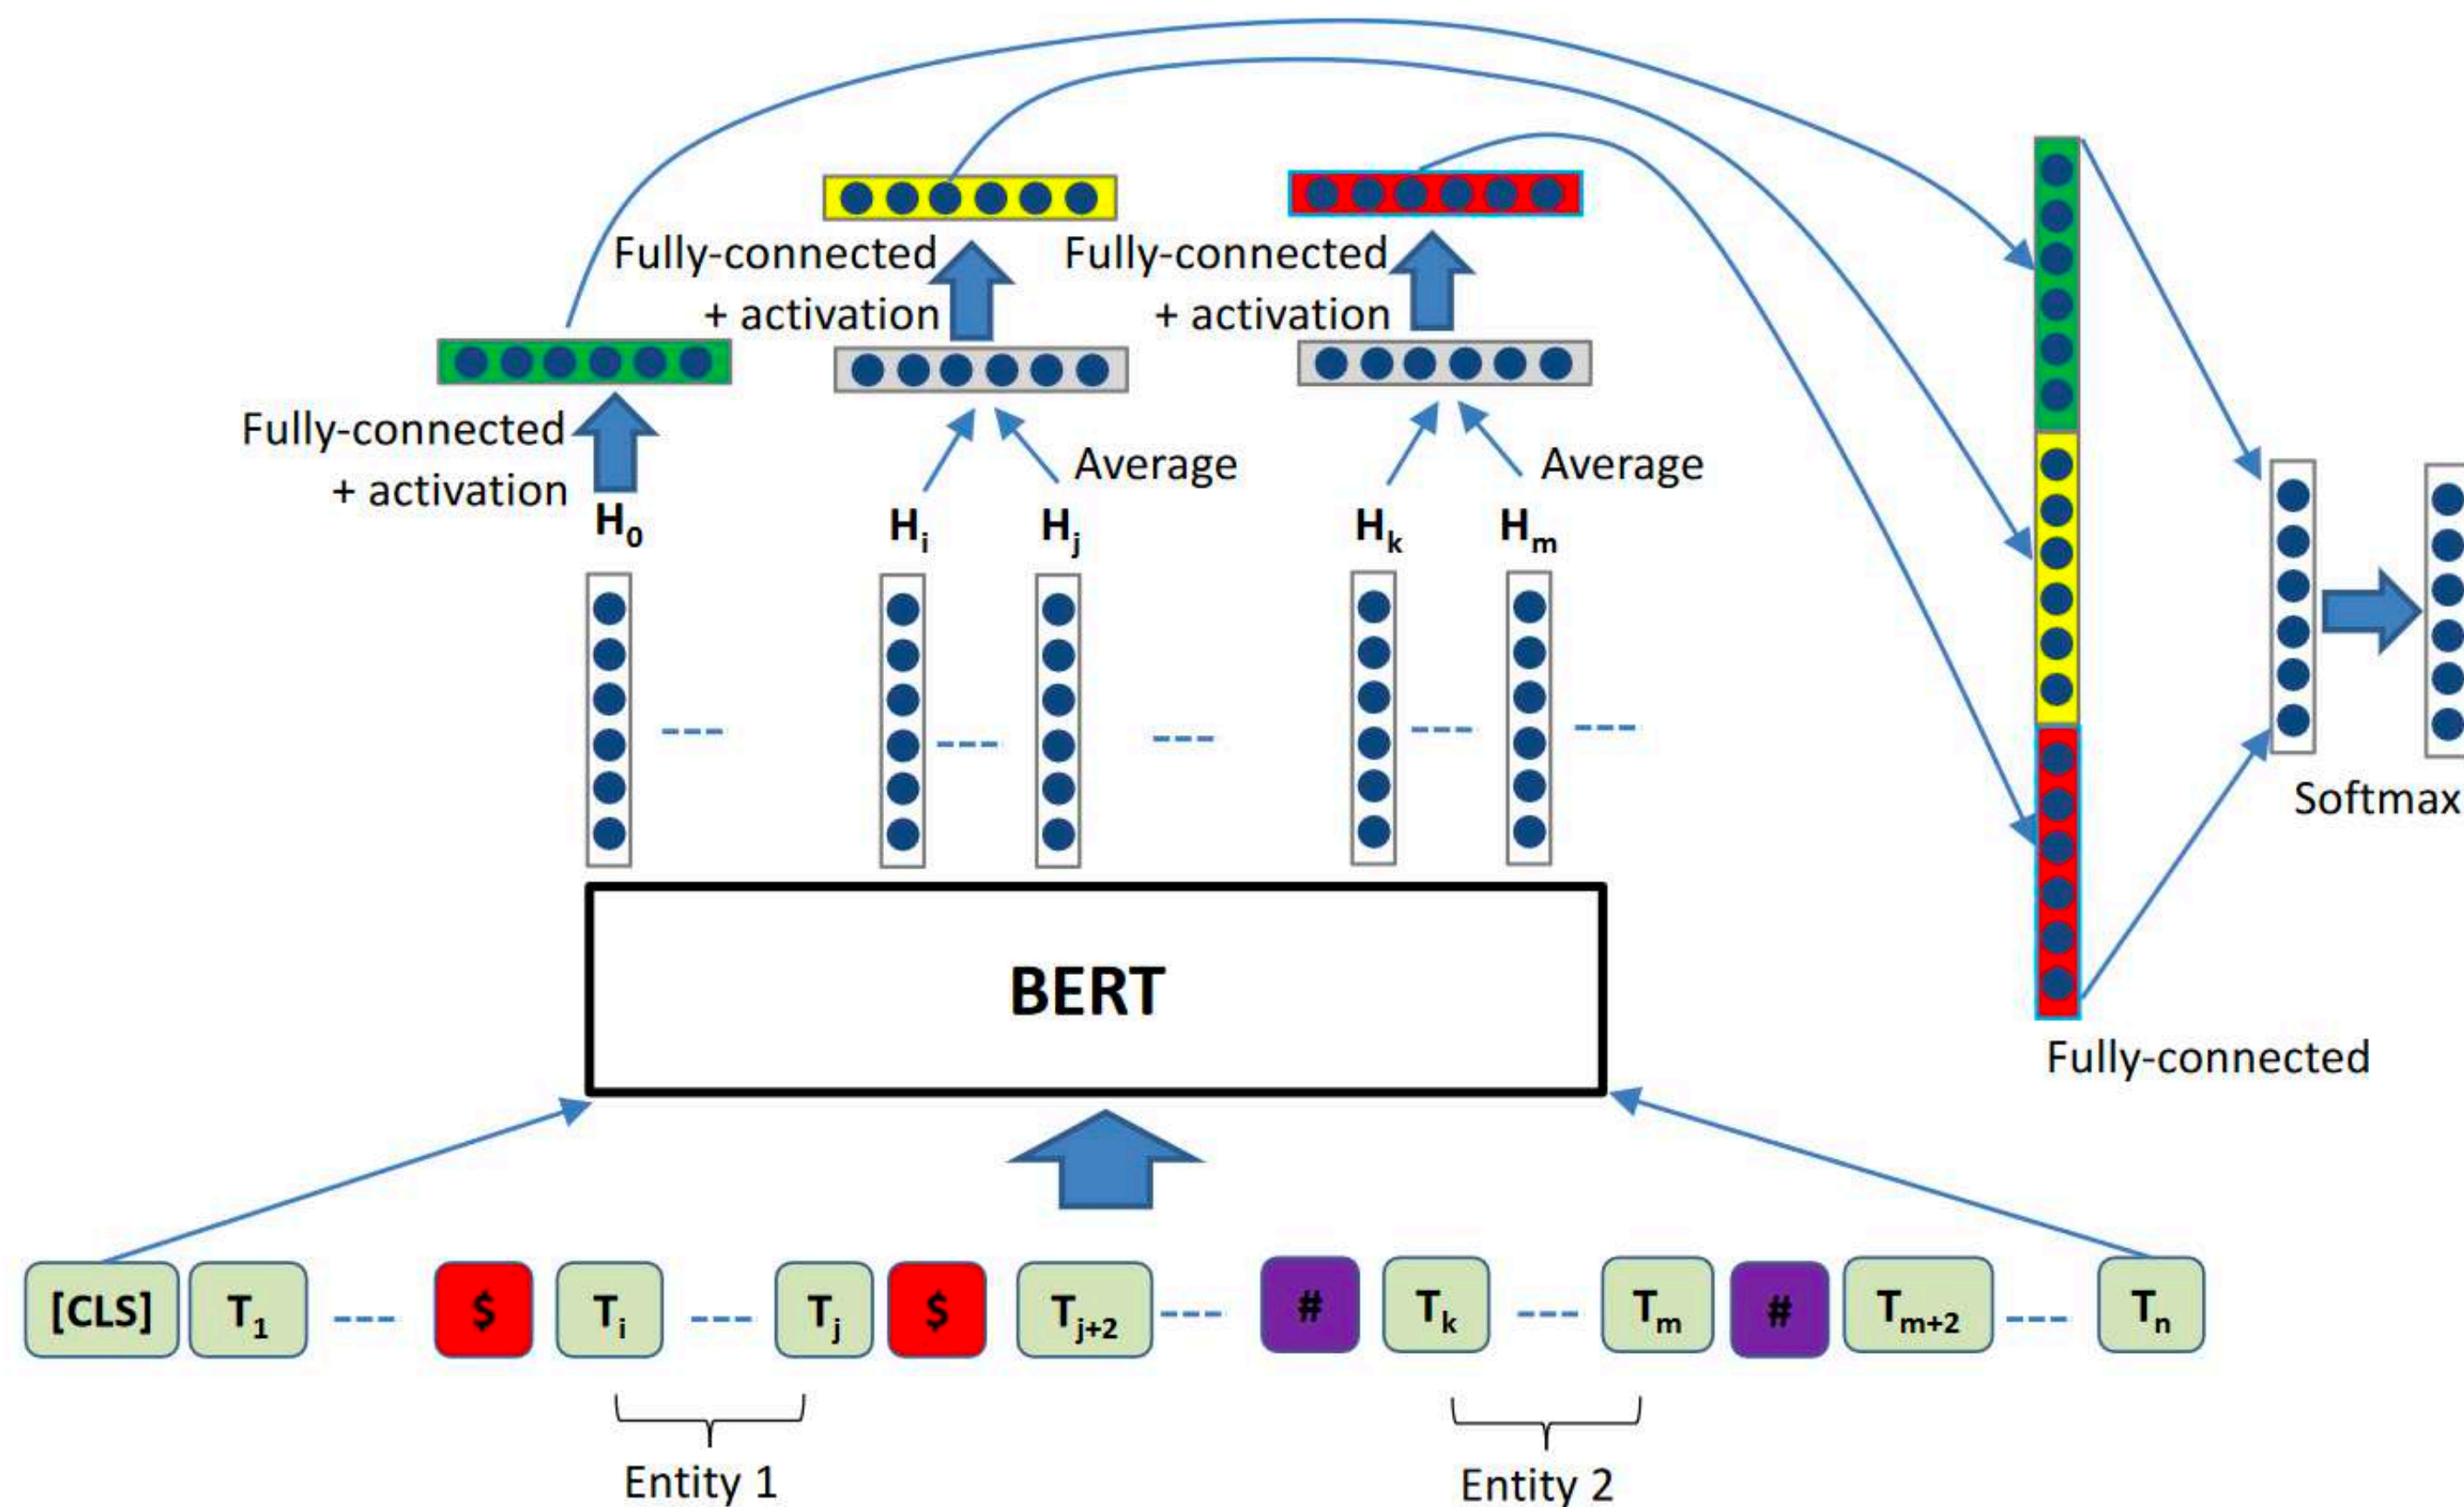 Fully-connected
+ activation
Fully-connected
+ activation
Fully-connected
+ activation
Average
Average
H₀
Hᵢ
Hⱼ
Hₖ
Hₘ
Softmax
BERT
Fully-connected
[CLS] T₁ $ Tᵢ Tⱼ $ Tⱼ₊₂ # Tₖ Tₘ # Tₘ₊₂ Tₙ
Entity 1
Entity 2